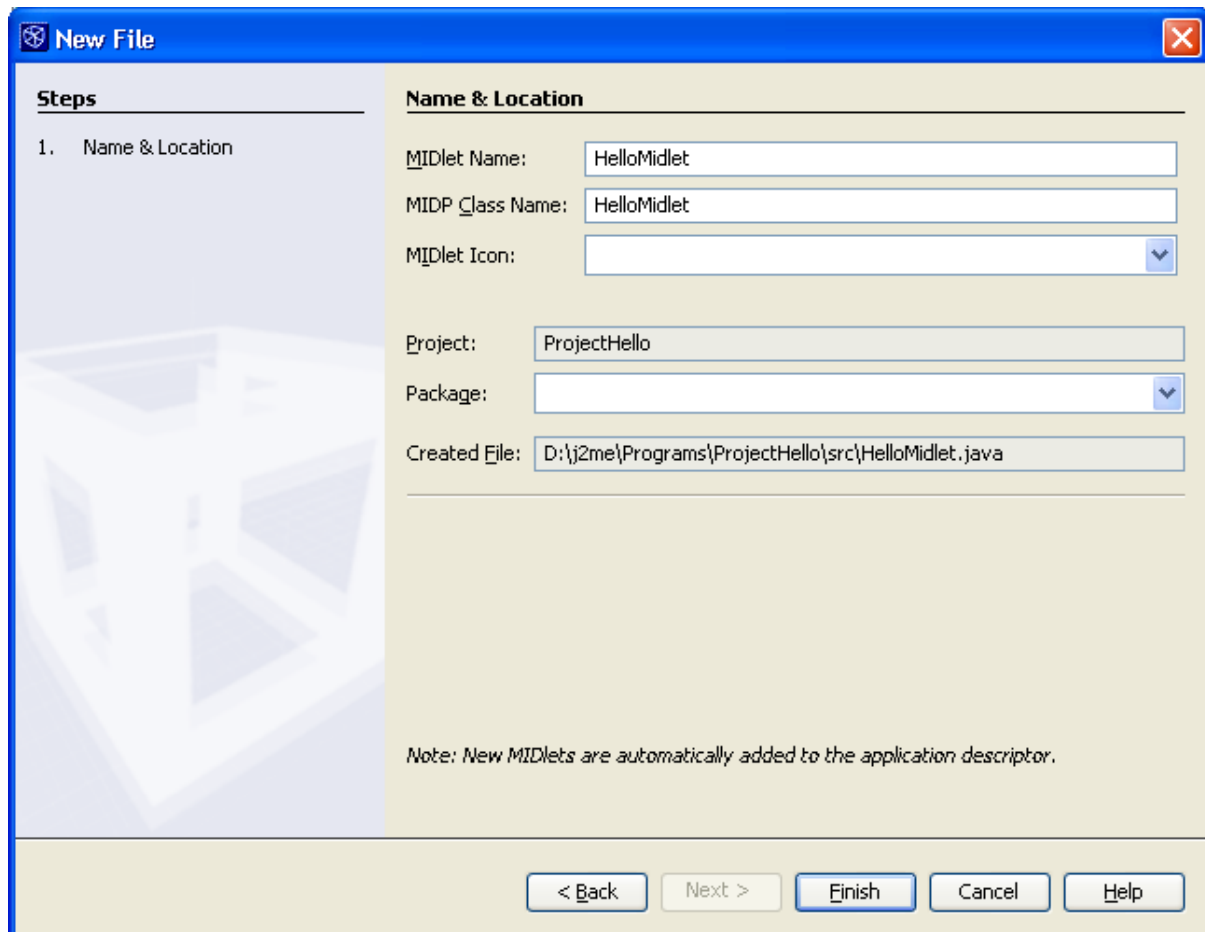 New File
Steps
1. Name & Location
Name & Location
MIDlet Name: HelloMidlet
MIDP Class Name: HelloMidlet
MIDlet Icon:
Project: ProjectHello
Package:
Created File: D:\j2me\Programs\ProjectHello\src\HelloMidlet.java
Note: New MIDlets are automatically added to the application descriptor.
< Back Next > Finish Cancel Help